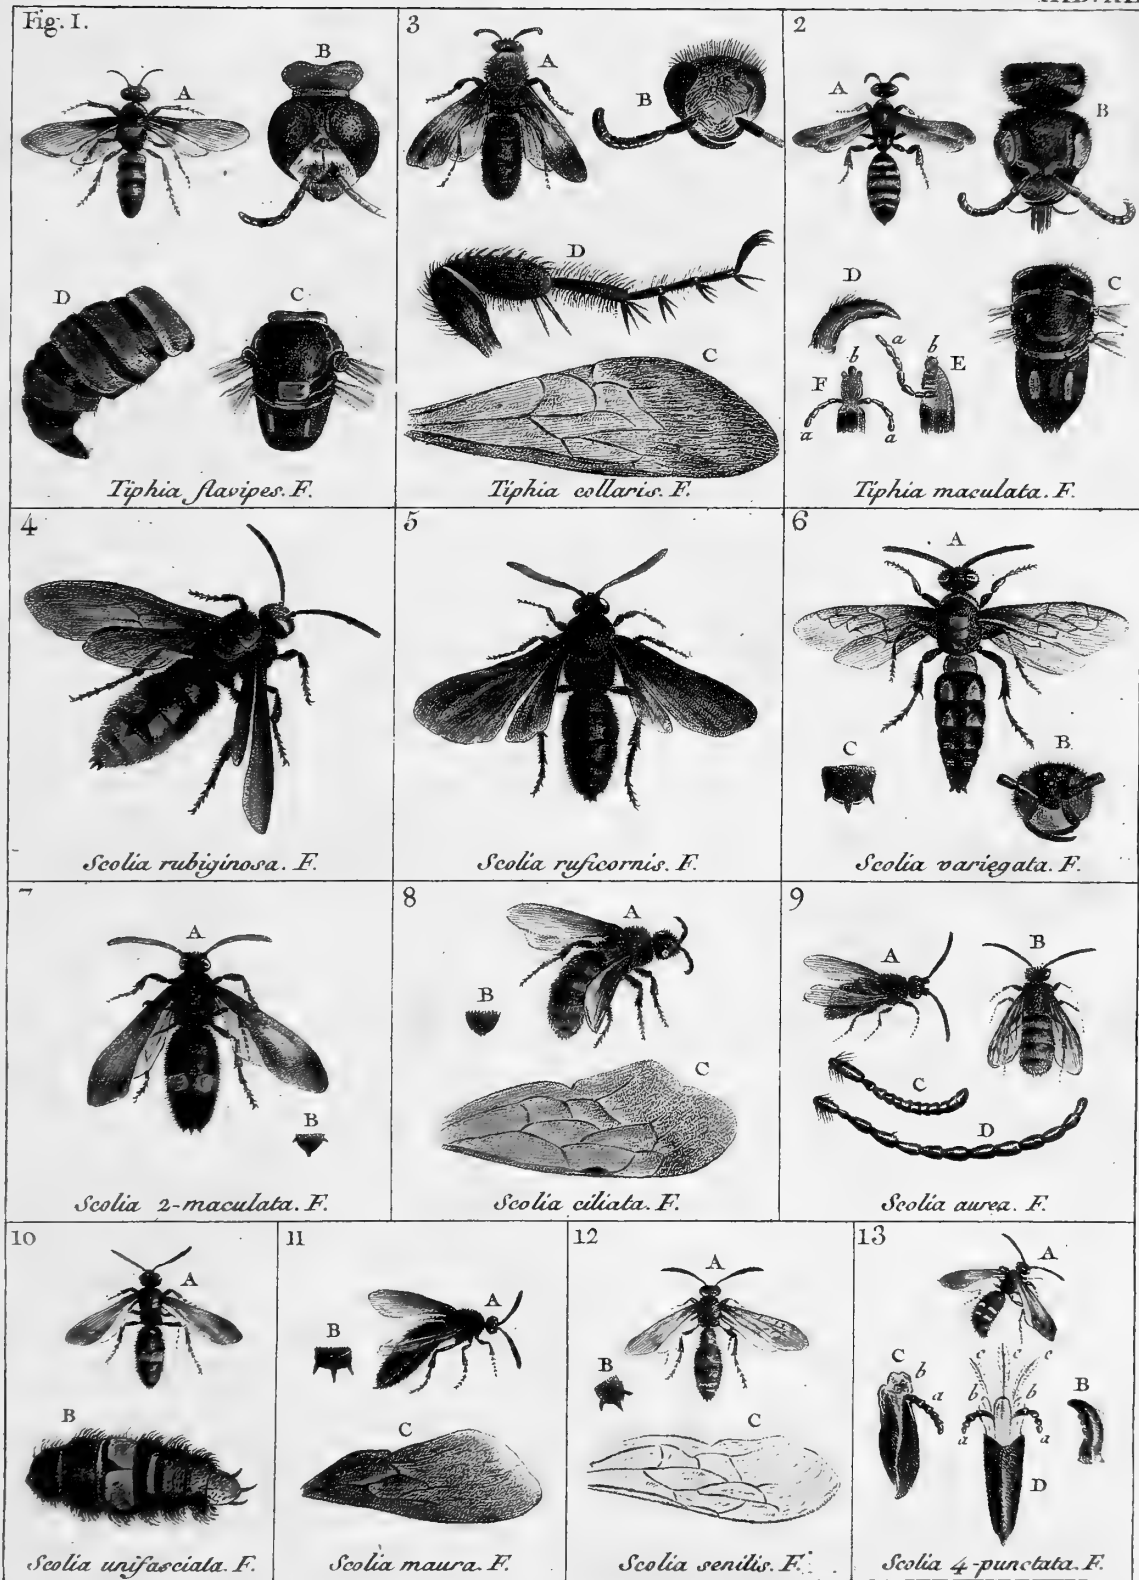 Fig. I.
A
B
D
C
Tiphia flavipes. F.
3
A
B
D
C
Tiphia collaris. F.
2
A
B
D
C
a
b
b
E
F
a
a
Tiphia maculata. F.
4
Scolia rubiginosa. F.
5
Scolia ruficornis. F.
6
A
C
B
Scolia variegata. F.
7
A
B
Scolia 2-maculata. F.
8
A
B
C
Scolia ciliata. F.
9
A
B
C
D
Scolia aurea. F.
10
A
B
Scolia unifasciata. F.
11
A
B
C
Scolia maura. F.
12
A
B
C
Scolia senilis. F.
13
A
c c c
C
b
b b
B
a
a a
D
Scolia 4-punctata. F.